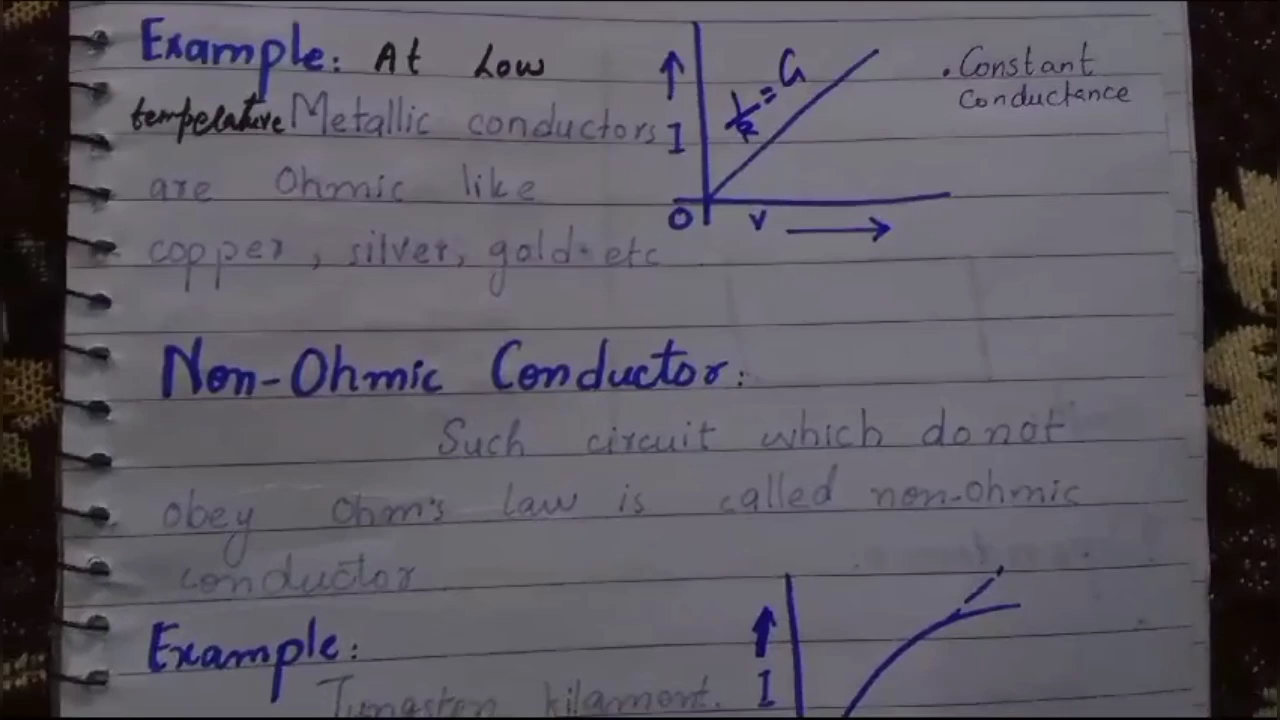 Example: At Low
temperature Metallic conductors
are Ohmic like
copper, silver, gold etc
I
1/R = G
O V
. Constant
Conductance
Non-Ohmic Conductor:
Such circuit which do not
obey Ohm's law is called non-ohmic
conductor
Example:
Tungsten filament.
I